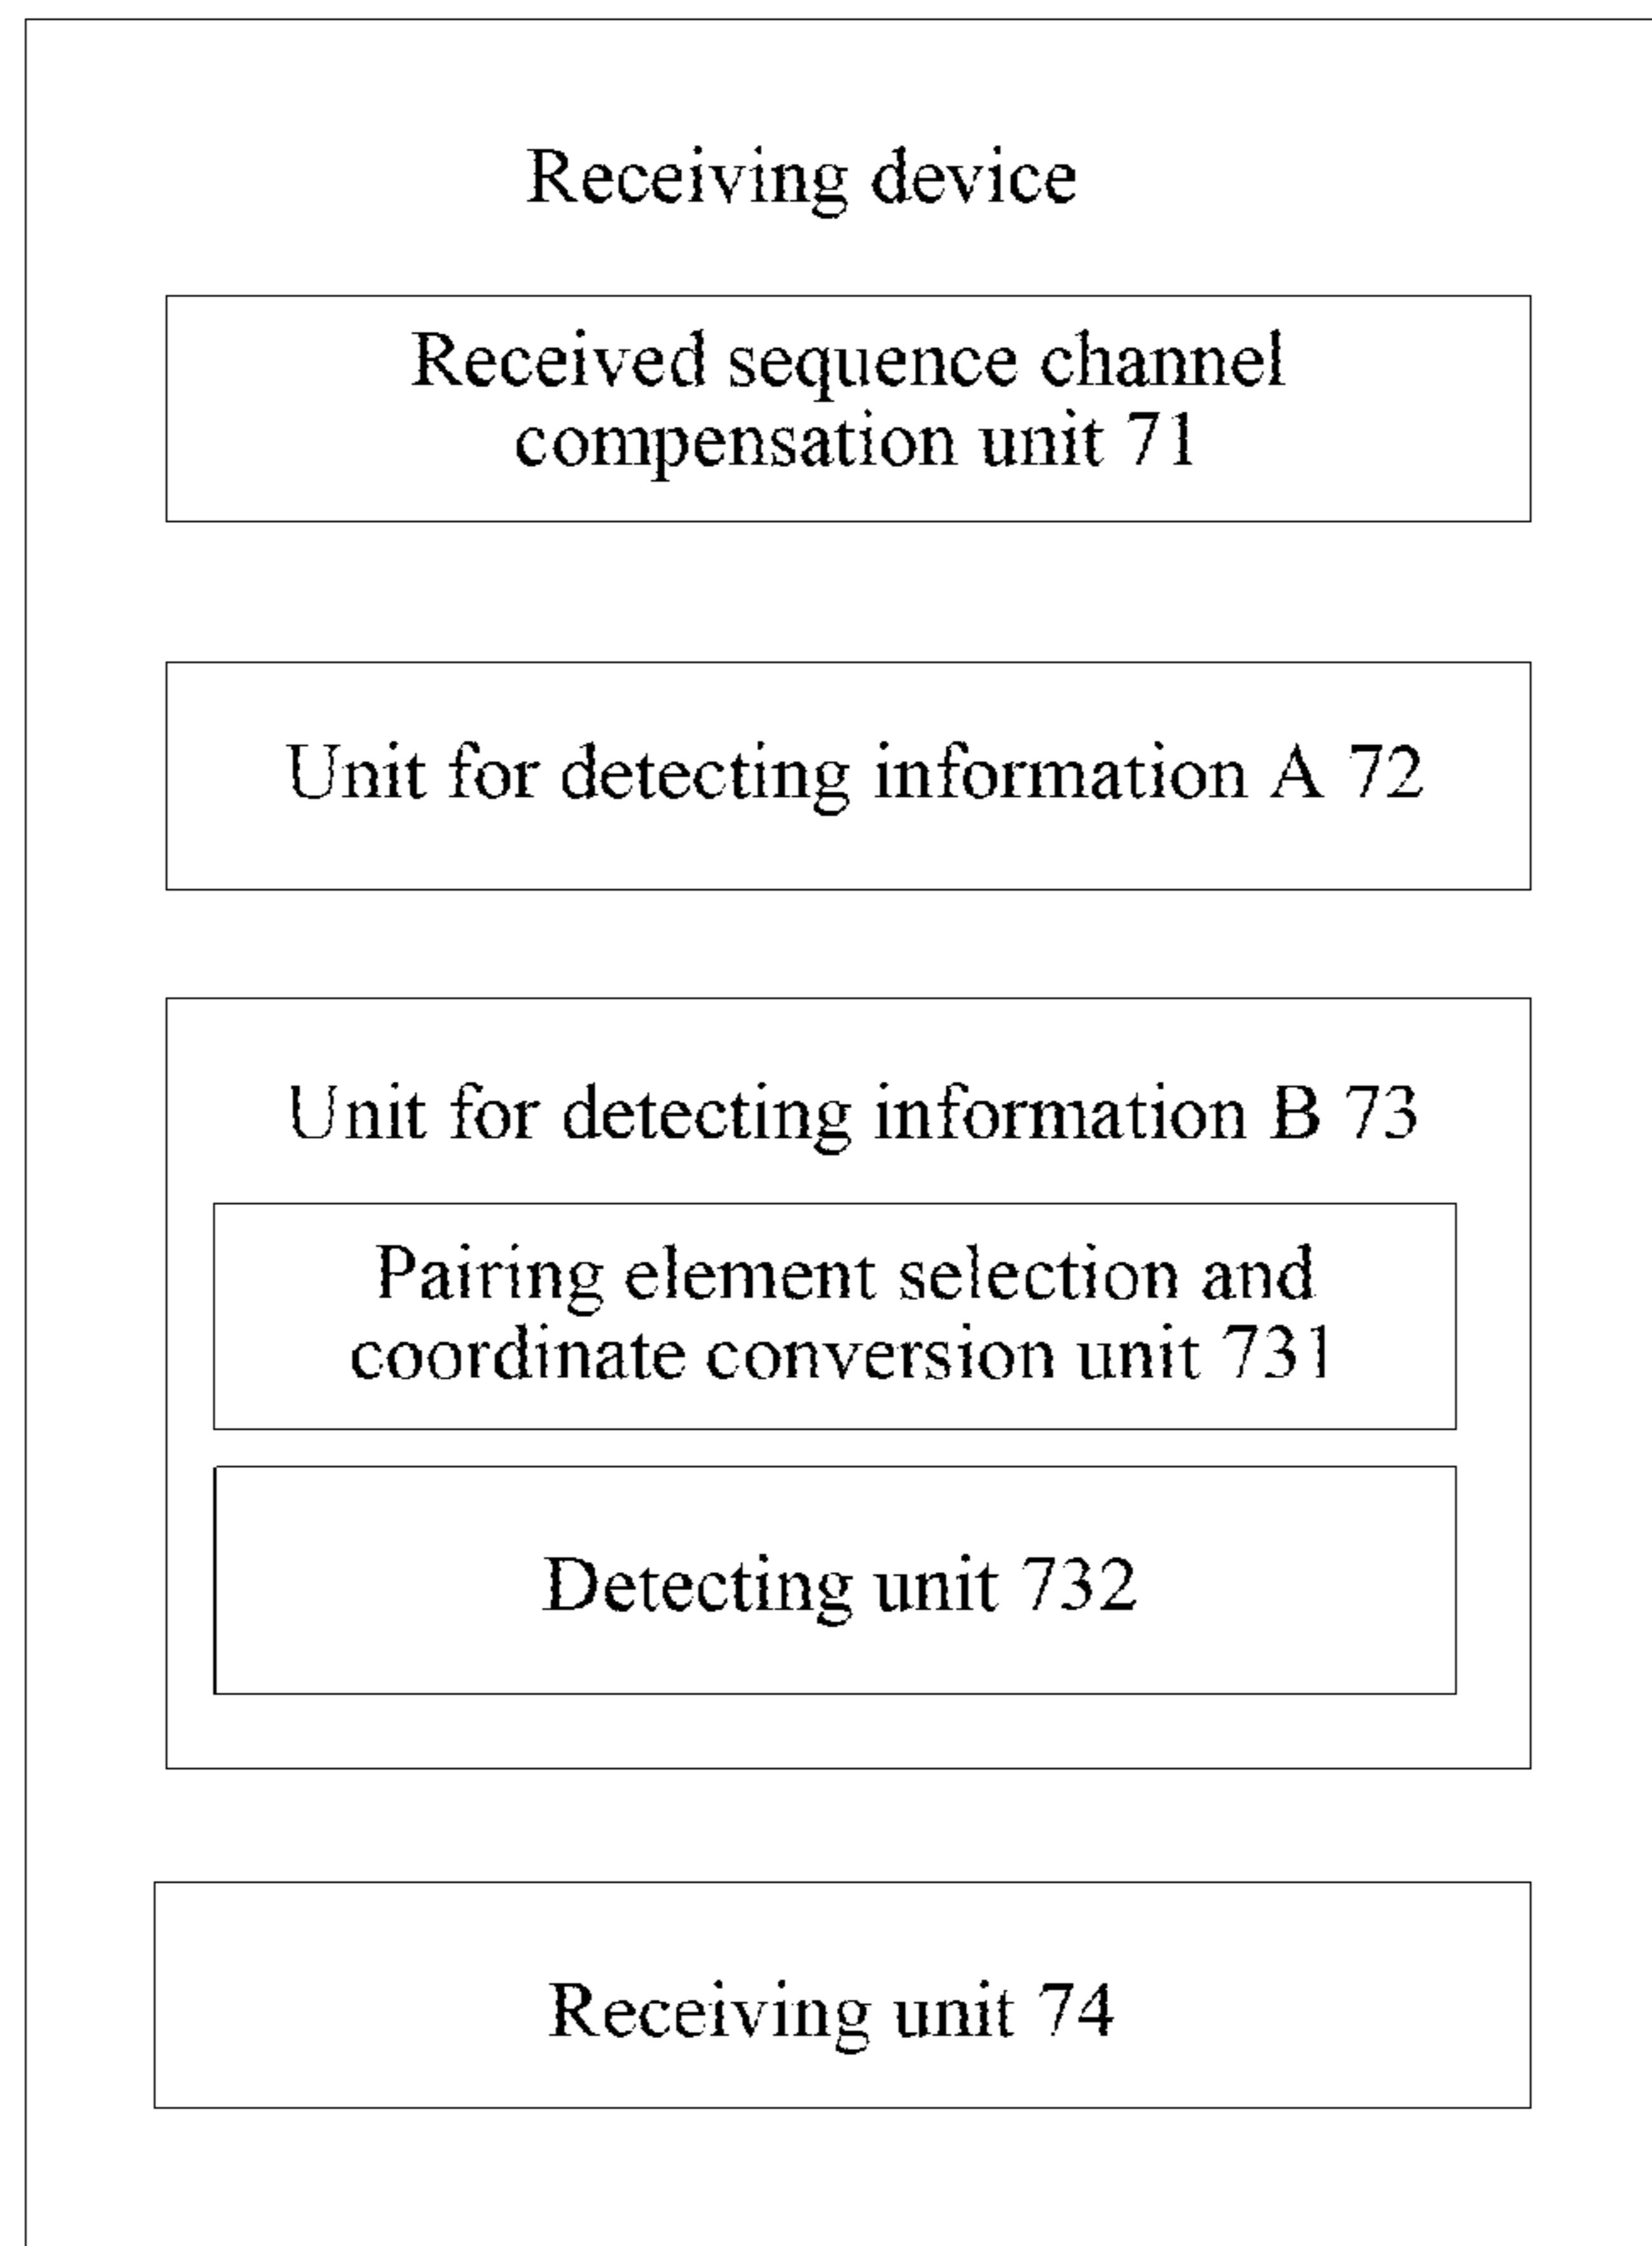 Receiving device
Received sequence channel
compensation unit 71
Unit for detecting information A 72
Unit for detecting information B 73
Pairing element selection and
coordinate conversion unit 731
Detecting unit 732
Receiving unit 74